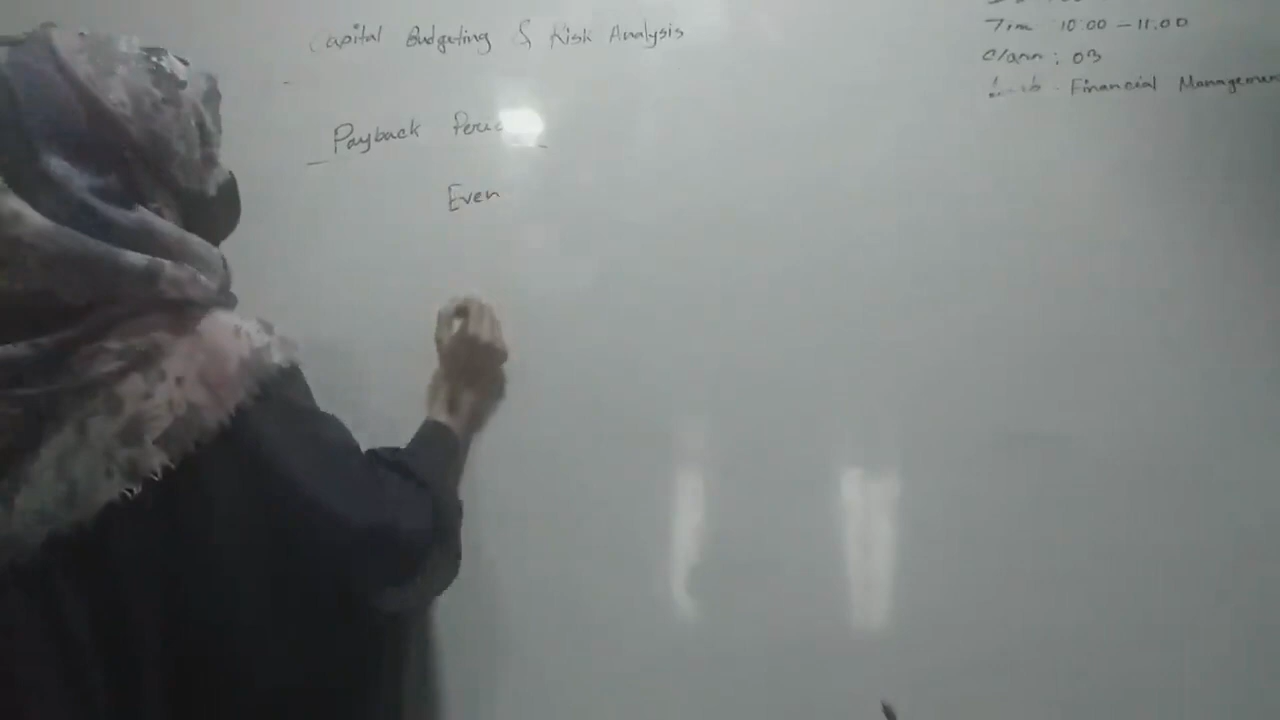 Capital Budgeting & Risk Analysis
Payback
Even
Time 10:00 - 11:00
Class: 03
Financial Management